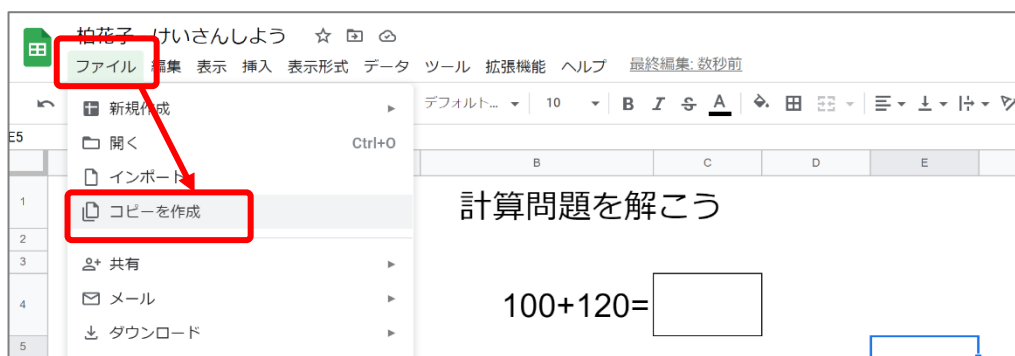 柏花子 けいさんしよう
ファイル 編集 表示 挿入 表示形式 データ ツール 拡張機能 ヘルプ 最終編集: 数秒前
デフォルト... 10 B I S A
新規作成
E5
開く Ctrl+O
B C D E
インポート
1 計算問題を解こう
コピーを作成
2
3 共有
4 100+120=
メール
ダウンロード
5